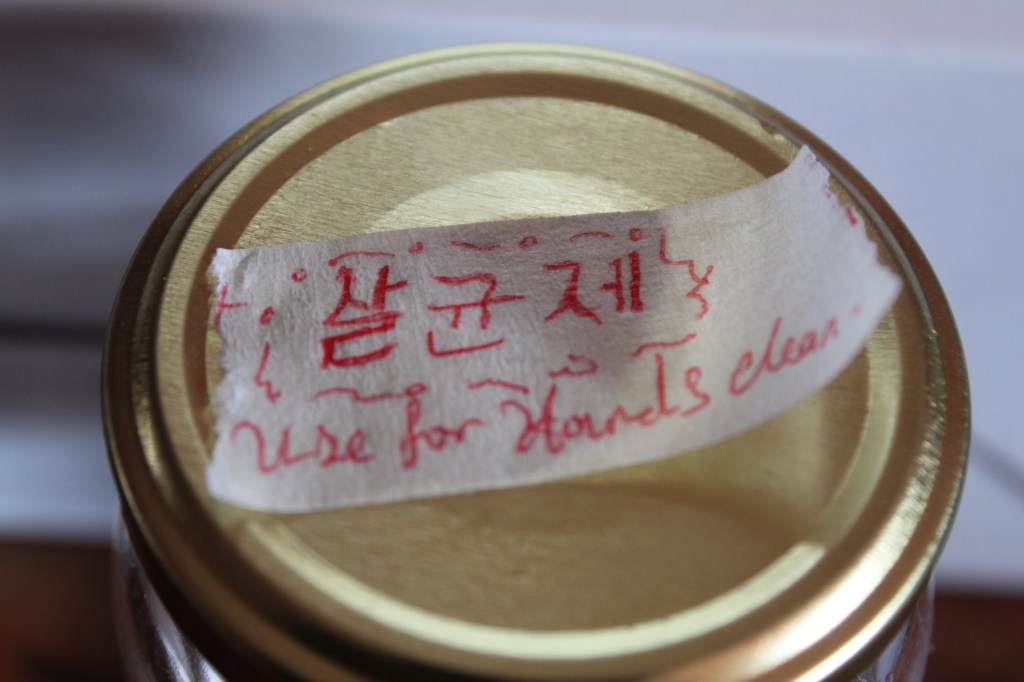 살균제
Use for Hands clean.